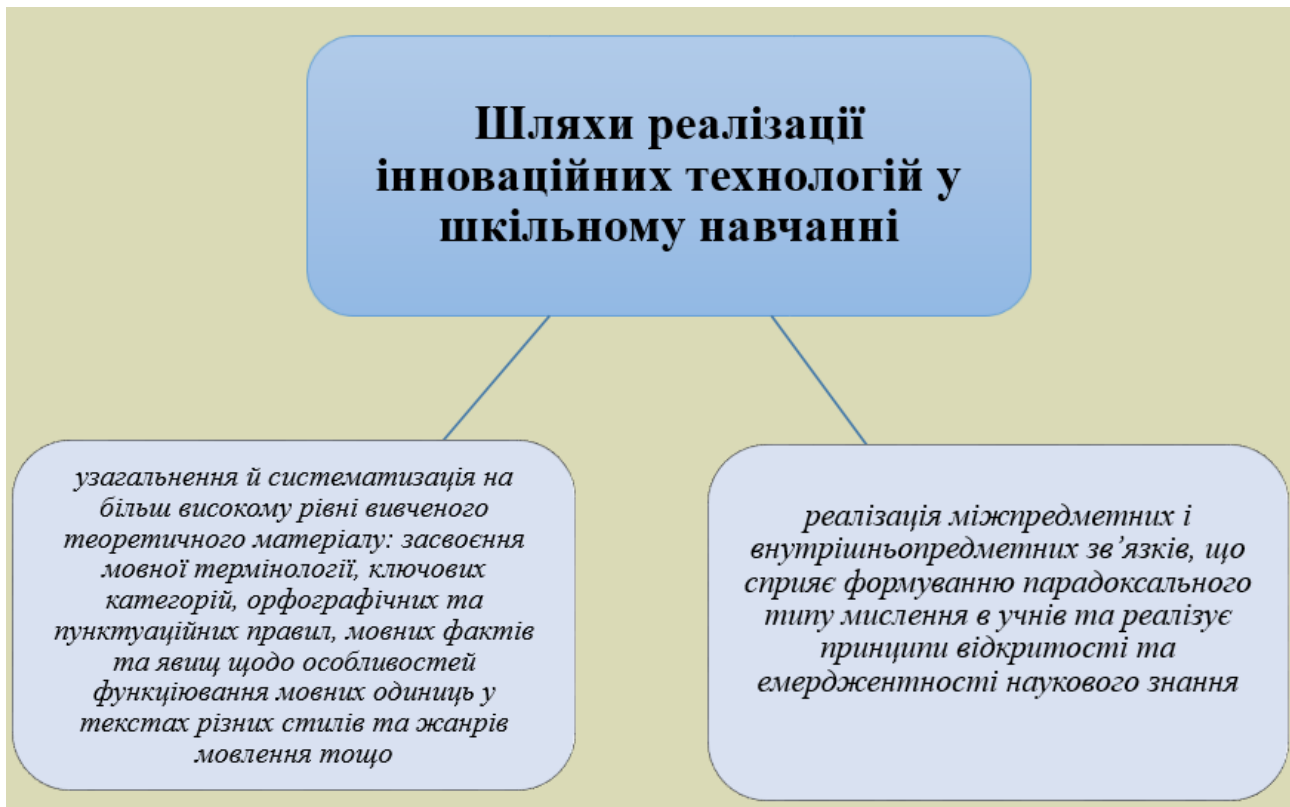 Шляхи реалізації
інноваційних технологій у
шкільному навчанні
узагальнення й систематизація на
більш високому рівні вивченого
теоретичного матеріалу: засвоєння
мовної термінології, ключових
категорій, орфографічних та
пунктуаційних правил, мовних фактів
та явищ щодо особливостей
функціювання мовних одиниць у
текстах різних стилів та жанрів
мовлення тощо
реалізація міжпредметних і
внутрішньопредметних зв’язків, що
сприяє формуванню парадоксального
типу мислення в учнів та реалізує
принципи відкритості та
емерджентності наукового знання